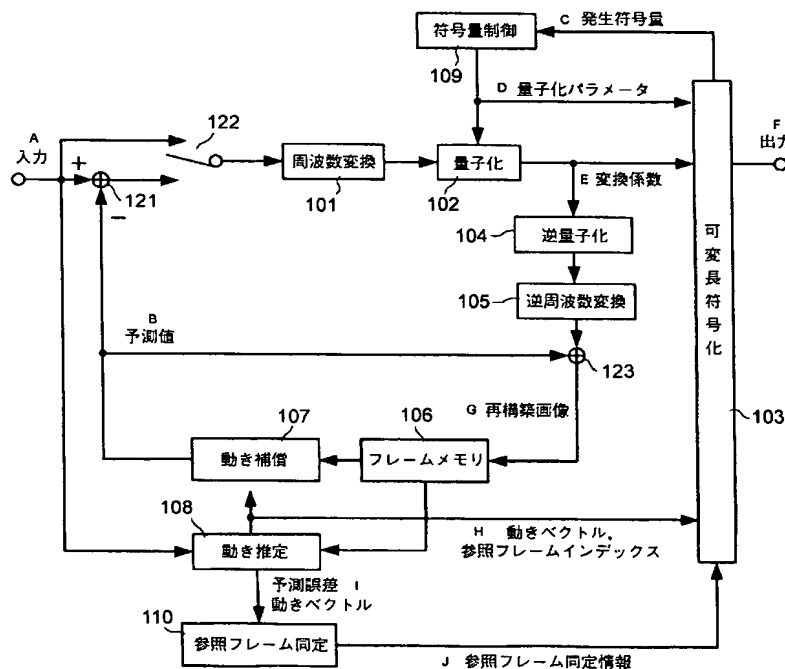 C 発生符号量
符号量制御
109
D 量子化パラメータ
A
入力
122
F
出力
+
121
−
周波数変換
101
量子化
102
E 変換係数
104
逆量子化
105
逆周波数変換
可変長符号化
B
予測値
123
G 再構築画像
103
107
動き補償
106
フレームメモリ
108
動き推定
H 動きベクトル，
参照フレームインデックス
予測誤差 I
動きベクトル
110
参照フレーム同定
J 参照フレーム同定情報